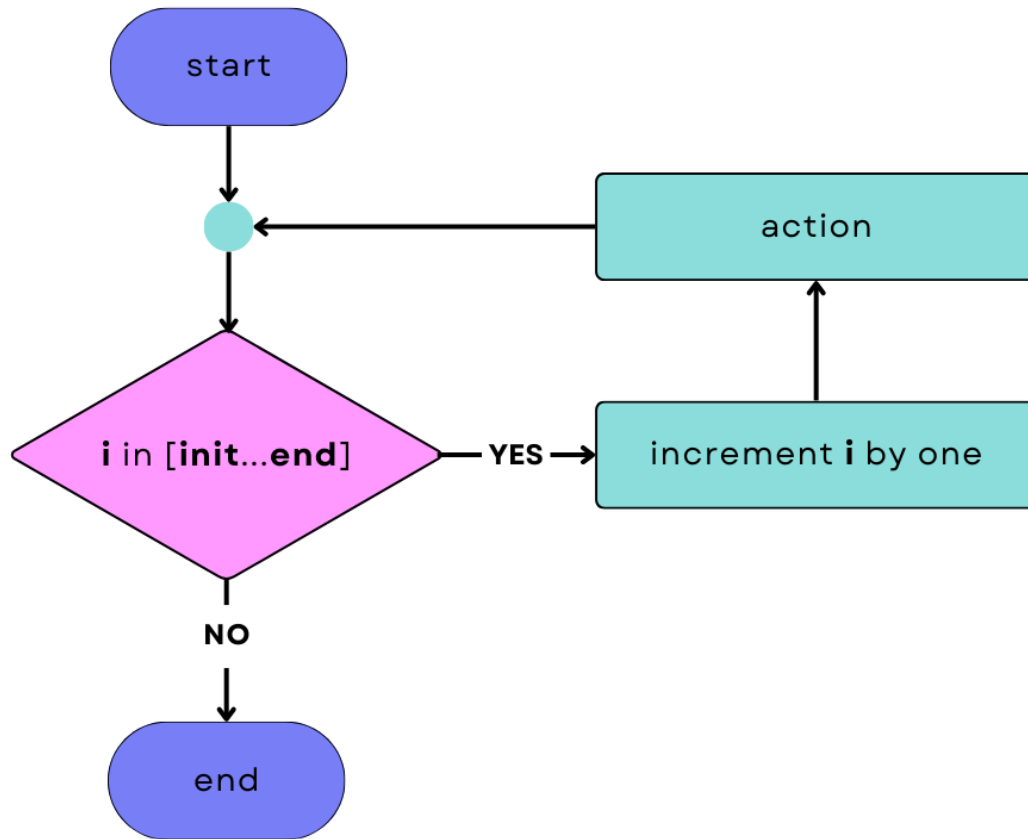 start
action
i in [init...end]
YES
increment i by one
NO
end